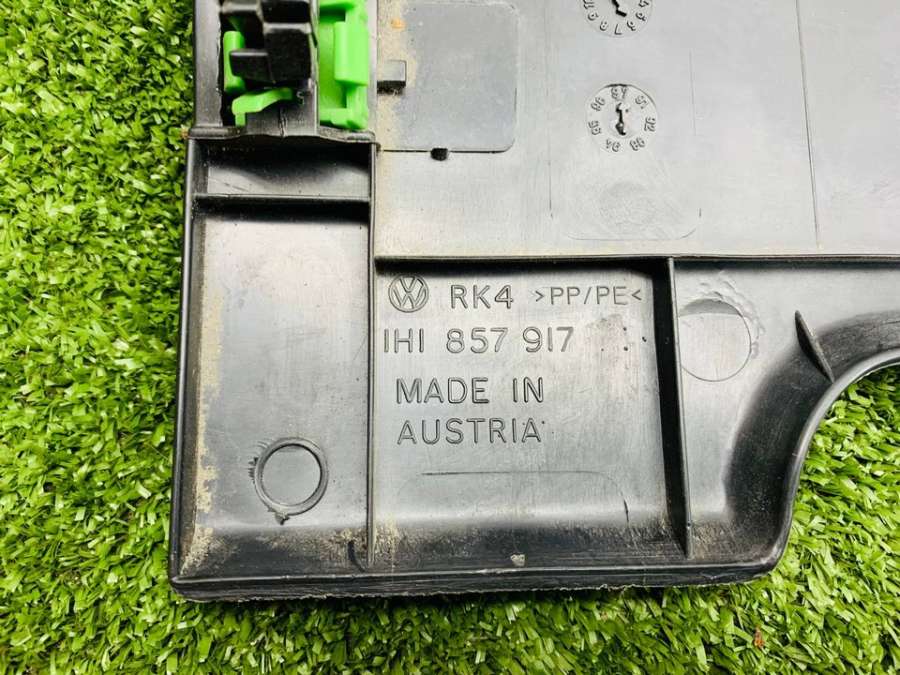 RK4 >PP/PE<
1H1 857 917
MADE IN
AUSTRIA